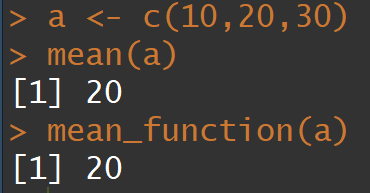 > a <- c(10,20,30)
> mean(a)
[1] 20
> mean_function(a)
[1] 20